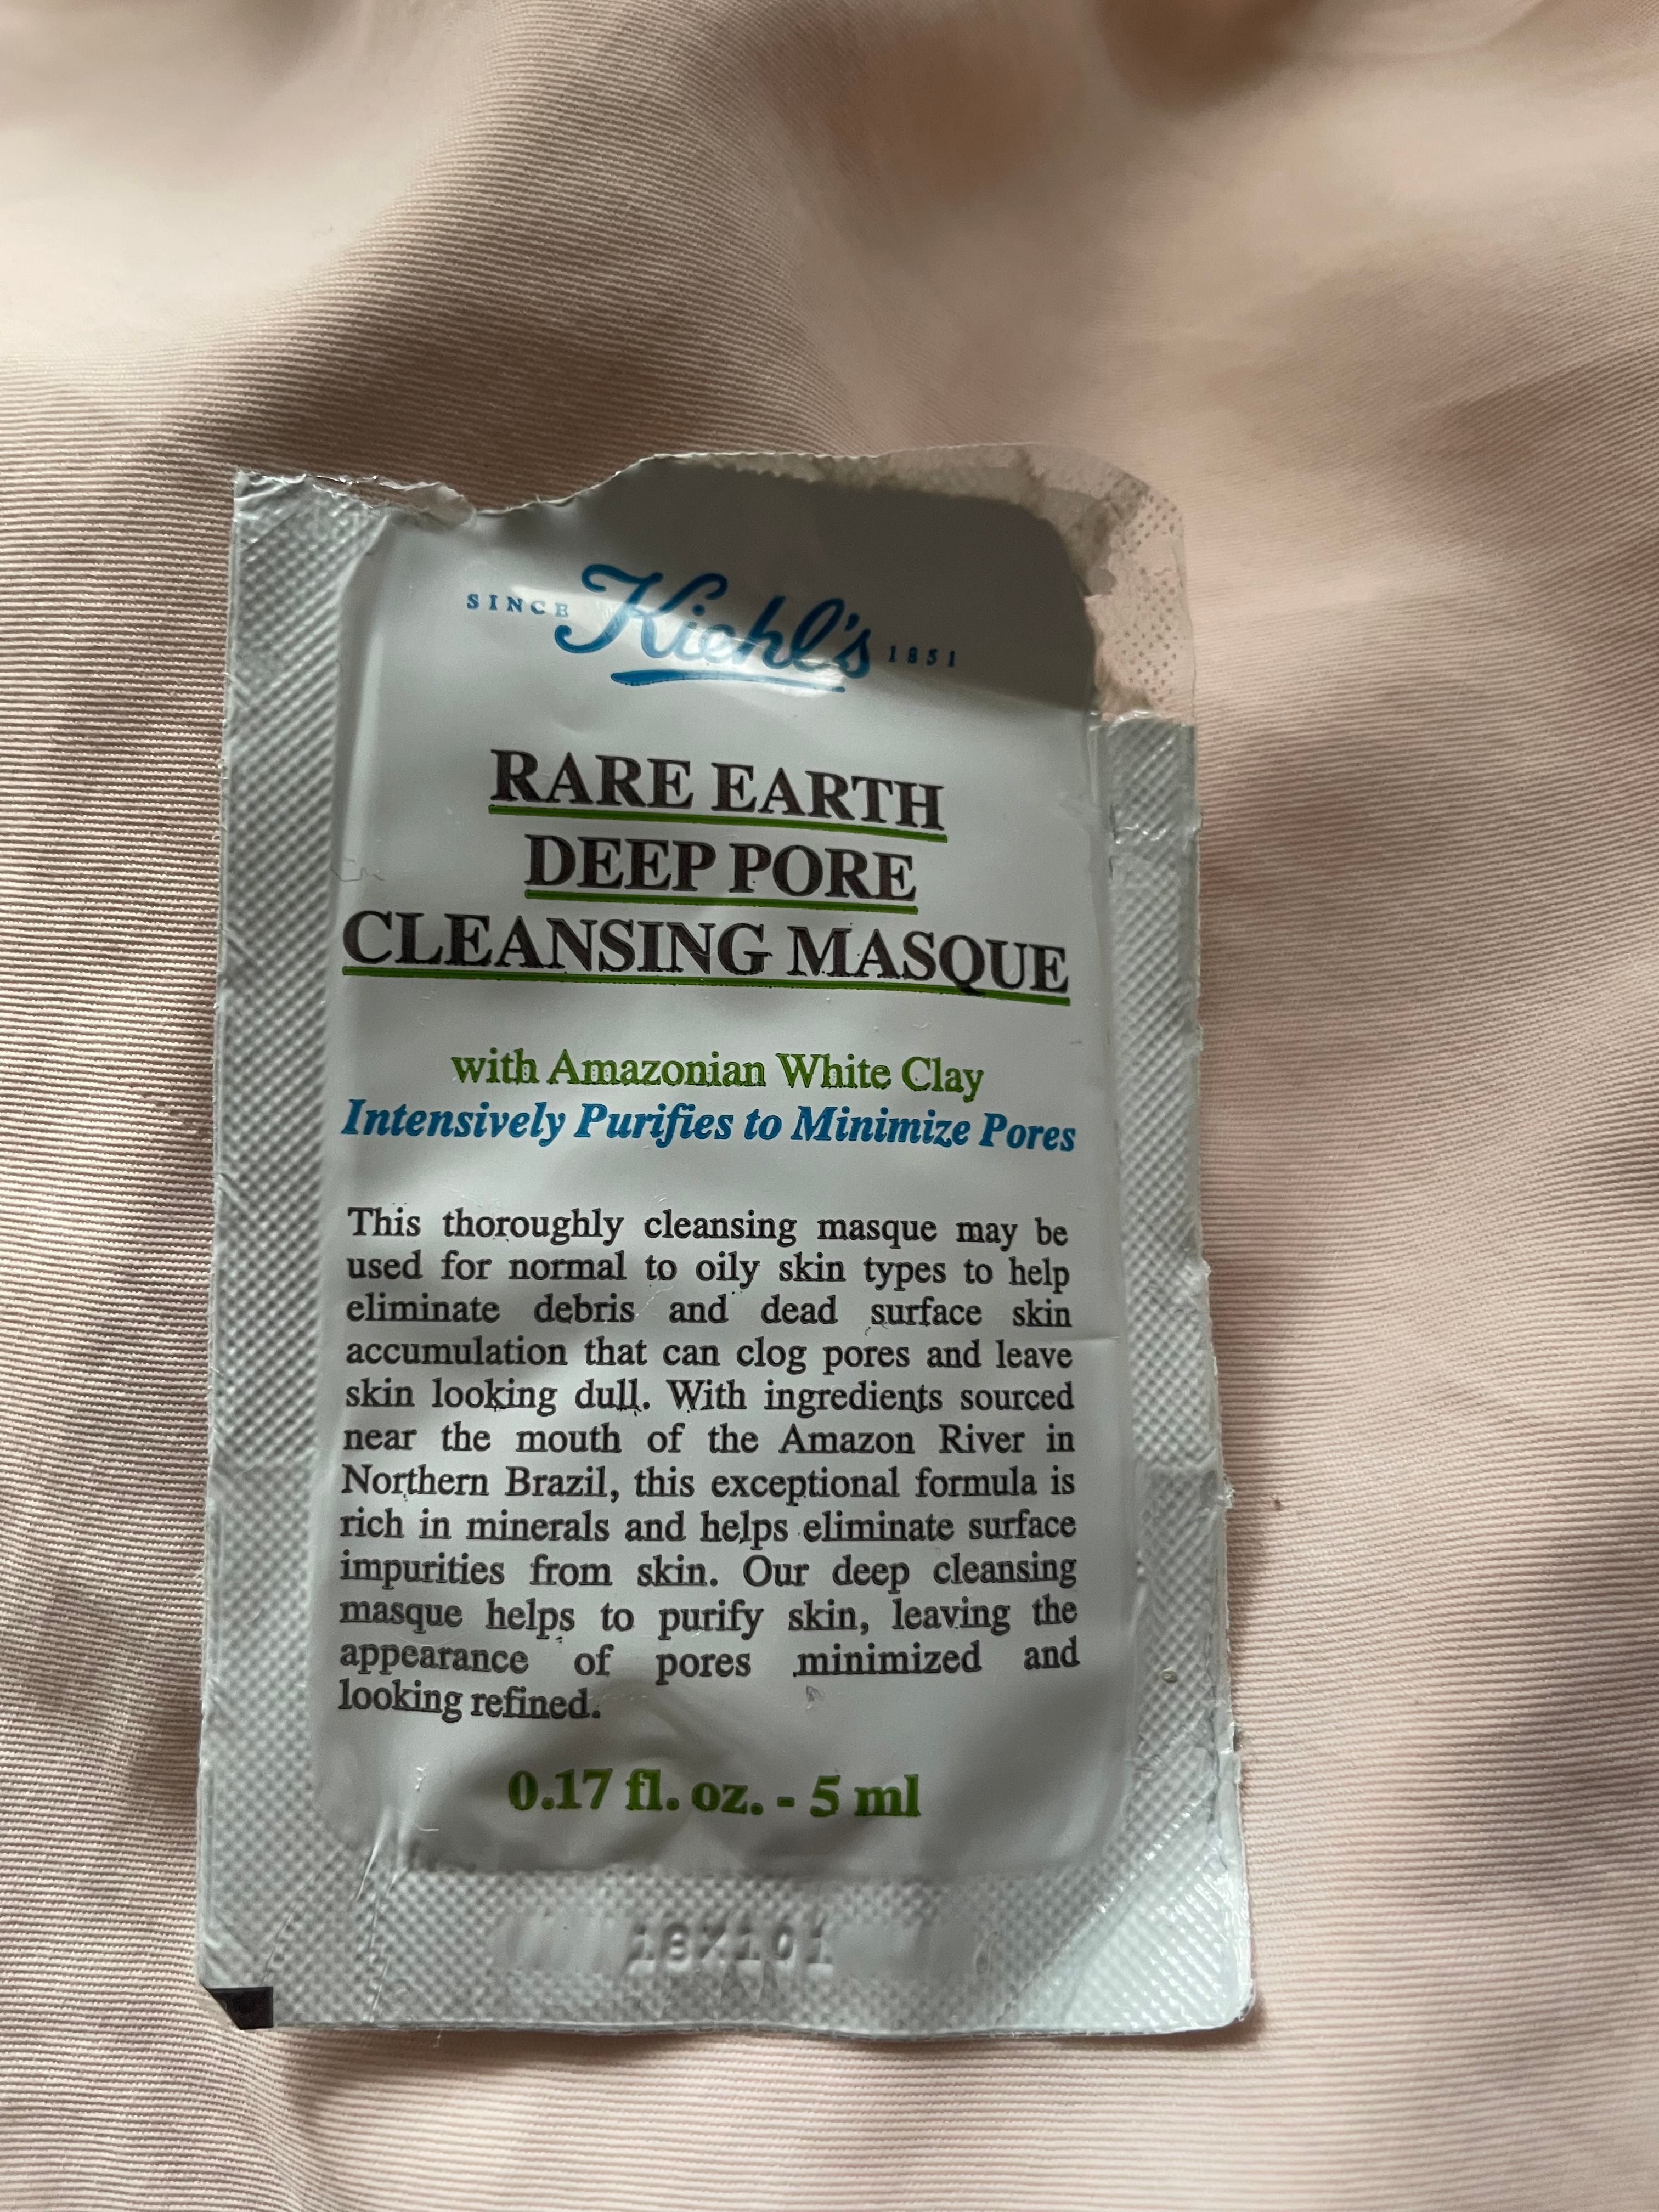 SINCE Kiehl's 1851
RARE EARTH
DEEP PORE
CLEANSING MASQUE
with Amazonian White Clay
Intensively Purifies to Minimize Pores
This thoroughly cleansing masque may be
used for normal to oily skin types to help
eliminate debris and dead surface skin
accumulation that can clog pores and leave
skin looking dull. With ingredients sourced
near the mouth of the Amazon River in
Northern Brazil, this exceptional formula is
rich in minerals and helps eliminate surface
impurities from skin. Our deep cleansing
masque helps to purify skin, leaving the
appearance of pores minimized and
looking refined.
0.17 fl. oz. - 5 ml